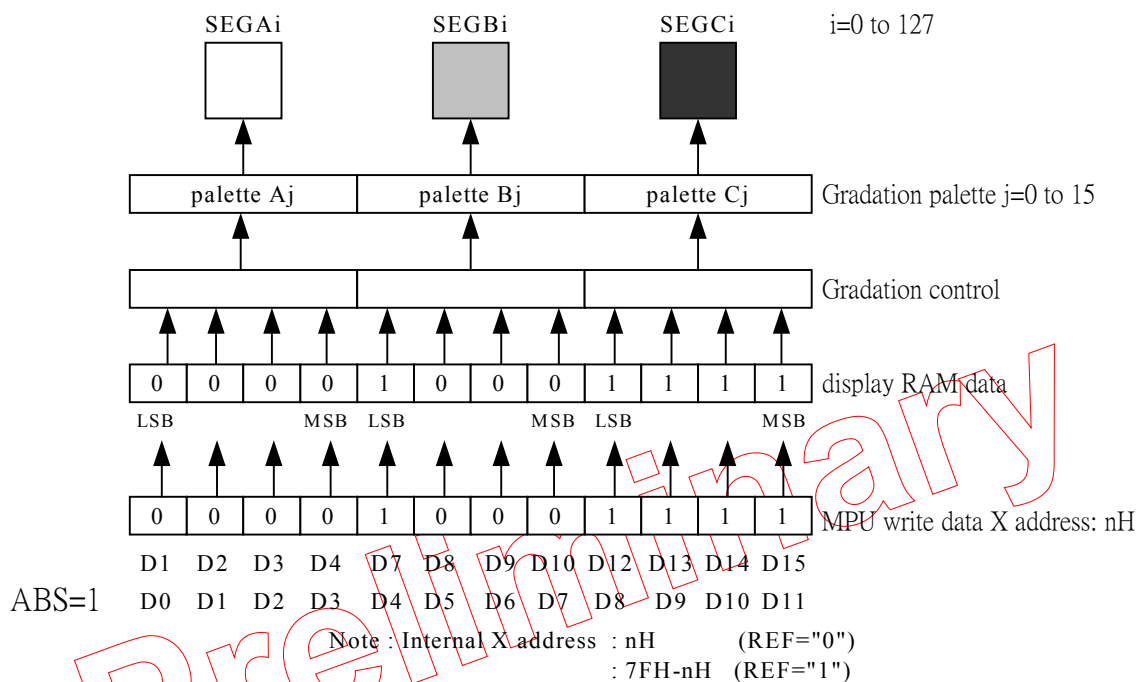 SEGAi SEGBi SEGCi i=0 to 127
palette Aj palette Bj palette Cj Gradation palette j=0 to 15
Gradation control
0 0 0 0 1 0 0 0 1 1 1 1 display RAM data
LSB MSB LSB MSB LSB MSB
0 0 0 0 1 0 0 0 1 1 1 1 MPU write data X address: nH
D1 D2 D3 D4 D7 D8 D9 D10 D12 D13 D14 D15
ABS=1 D0 D1 D2 D3 D4 D5 D6 D7 D8 D9 D10 D11
Note : Internal X address : nH (REF="0")
: 7FH-nH (REF="1")
Preliminary